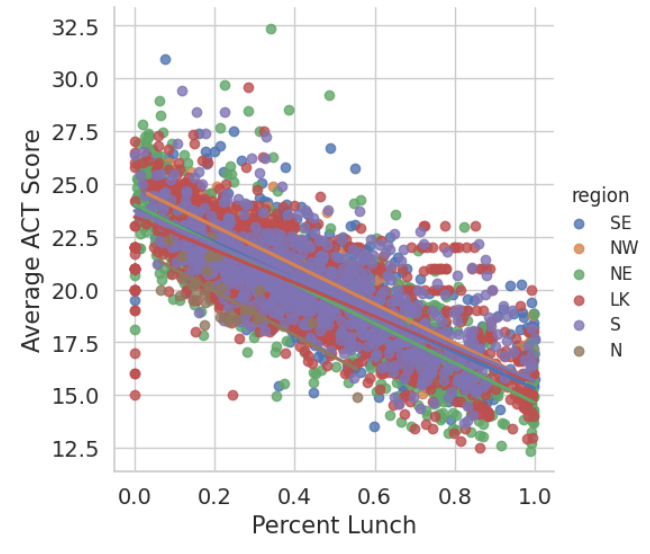 32.5
30.0
27.5
25.0
22.5
20.0
17.5
15.0
12.5
Average ACT Score
0.0 0.2 0.4 0.6 0.8 1.0
Percent Lunch
region
SE
NW
NE
LK
S
N